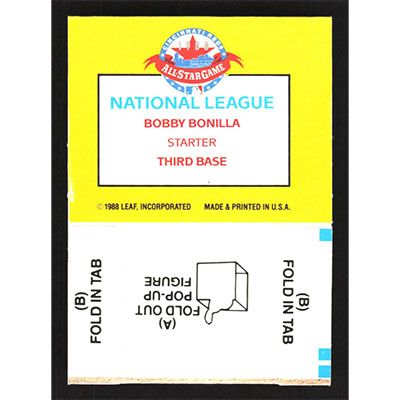 CINCINNATI REDS
ALL-STAR GAME
NATIONAL LEAGUE
BOBBY BONILLA
STARTER
THIRD BASE
© 1988 LEAF, INCORPORATED MADE & PRINTED IN U.S.A.
(B)
FOLD IN TAB
(A)
FOLD OUT
POP-UP
FIGURE
(B)
FOLD IN TAB